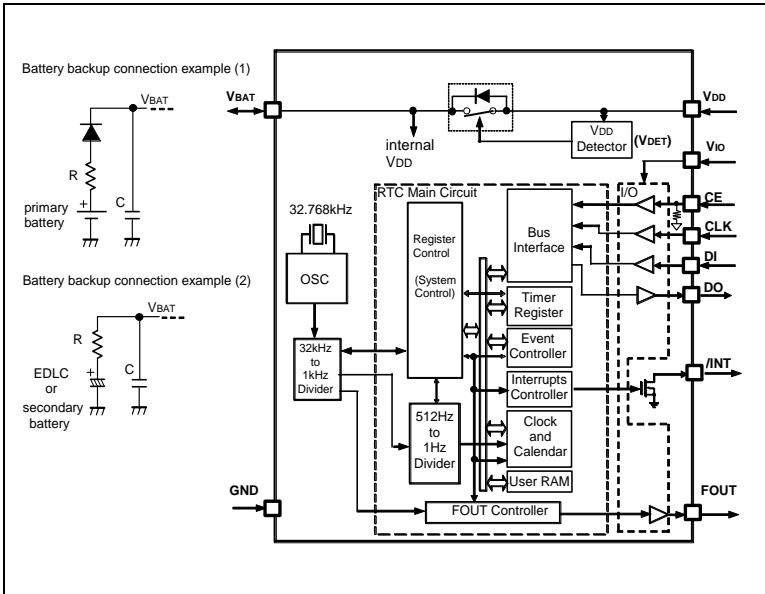 Battery backup connection example (1)
VBAT
R
+
primary
battery
C
Battery backup connection example (2)
VBAT
R
+
EDLC
or
secondary
battery
C
VBAT
internal
VDD
VDD
Detector
(VDET)
VDD
VIO
I/O
CE
CLK
DI
DO
/INT
FOUT
GND
32.768kHz
OSC
32kHz
to
1kHz
Divider
RTC Main Circuit
Register
Control
(System
Control)
512Hz
to
1Hz
Divider
Bus
Interface
Timer
Register
Event
Controller
Interrupts
Controller
Clock
and
Calendar
User RAM
FOUT Controller